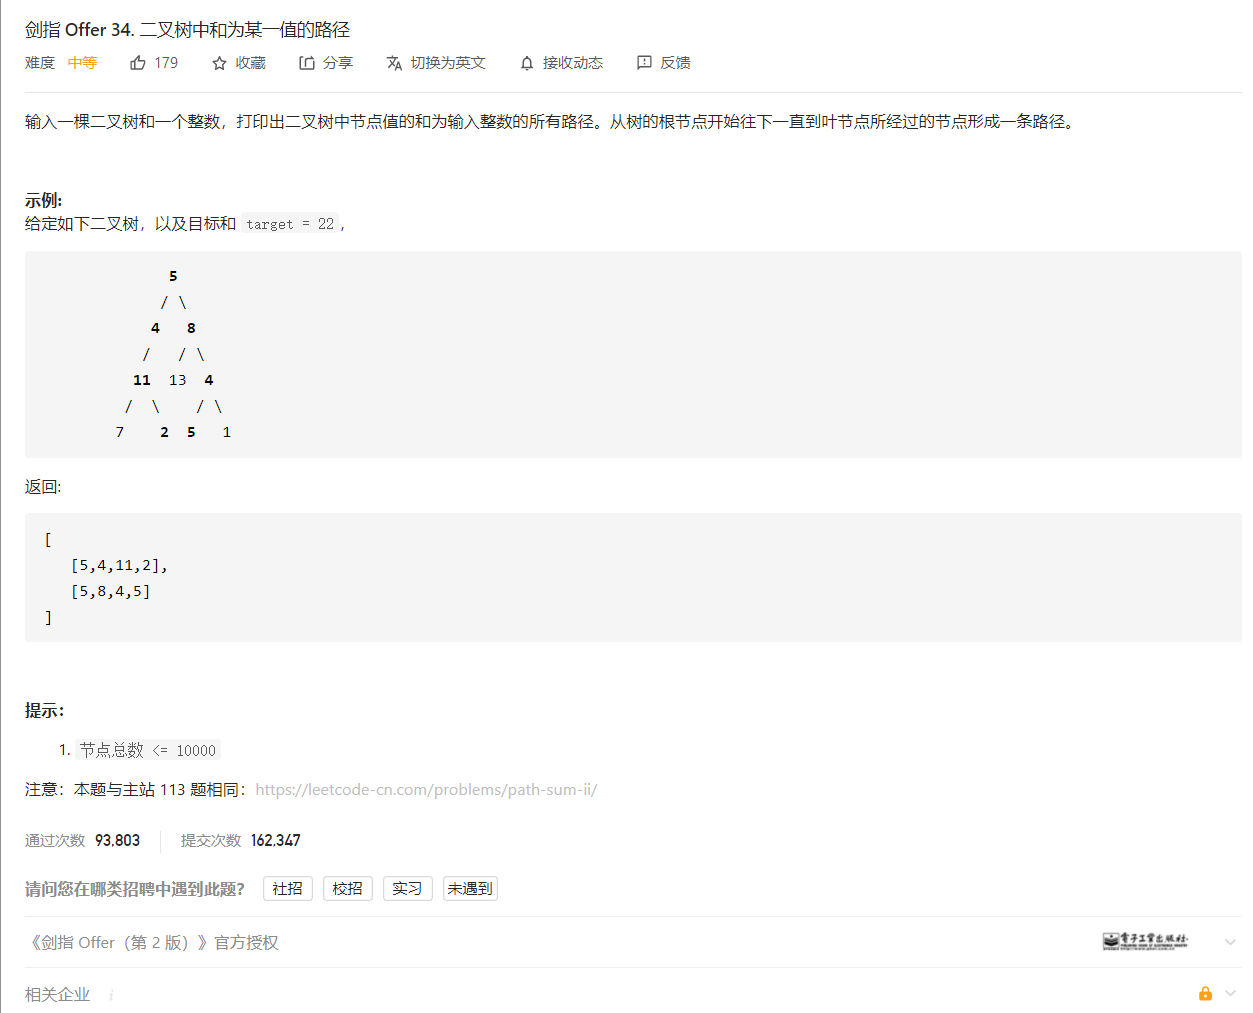 剑指 Offer 34. 二叉树中和为某一值的路径
难度 中等 179 收藏 分享 切换为英文 接收动态 反馈
输入一棵二叉树和一个整数，打印出二叉树中节点值的和为输入整数的所有路径。从树的根节点开始往下一直到叶节点所经过的节点形成一条路径。
示例:
给定如下二叉树，以及目标和 target = 22，
5
/ \
4 8
/ / \
11 13 4
/ \ / \
7 2 5 1
返回:
[
[5,4,11,2],
[5,8,4,5]
]
提示：
1. 节点总数 <= 10000
注意：本题与主站 113 题相同：https://leetcode-cn.com/problems/path-sum-ii/
通过次数 93,803 提交次数 162,347
请问您在哪类招聘中遇到此题？ 社招 校招 实习 未遇到
《剑指 Offer（第 2 版）》官方授权 电子工业出版社
相关企业 i